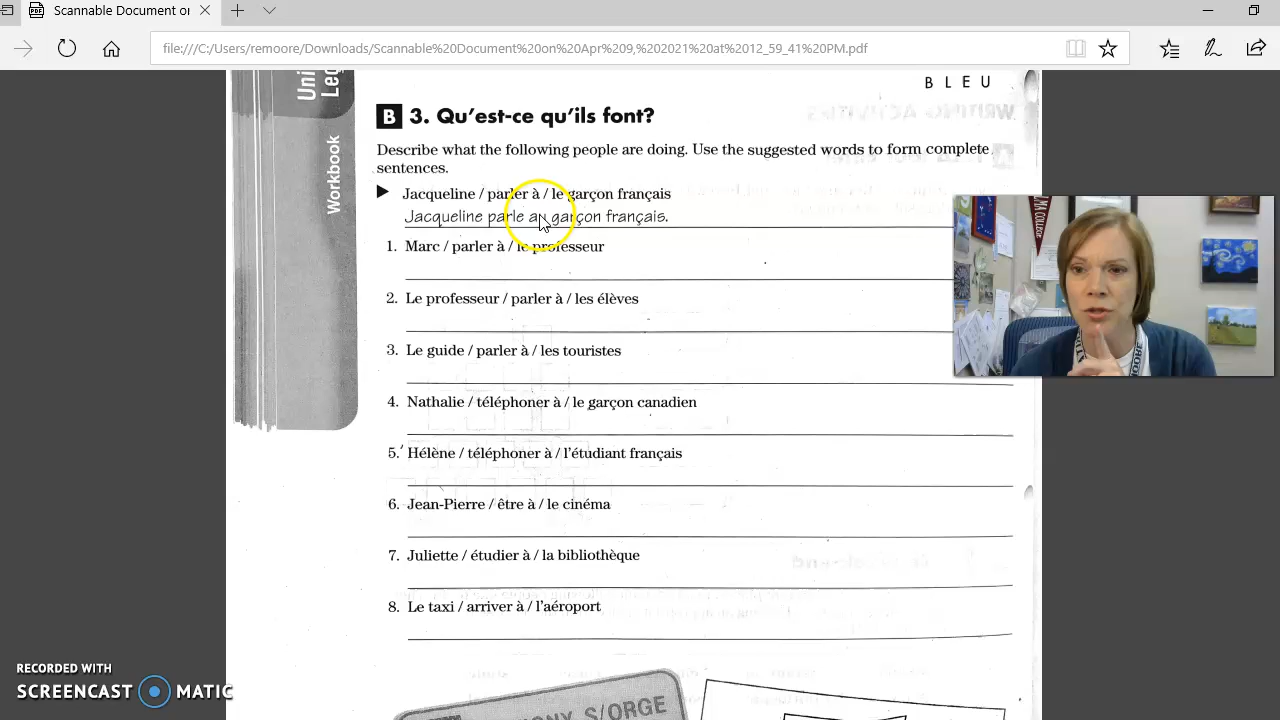 Scannable Document or
file:///C:/Users/remoore/Downloads/Scannable%20Document%20on%20Apr%209,%202021%20at%2012_59_41%20PM.pdf
BLEU
Workbook
B 3. Qu'est-ce qu'ils font?
Describe what the following people are doing. Use the suggested words to form complete
sentences.
Jacqueline / parler à / le garçon français
Jacqueline parle au garçon français.
1. Marc / parler à / le professeur
2. Le professeur / parler à / les élèves
3. Le guide / parler à / les touristes
4. Nathalie / téléphoner à / le garçon canadien
5. Hélène / téléphoner à / l'étudiant français
6. Jean-Pierre / être à / le cinéma
7. Juliette / étudier à / la bibliothèque
8. Le taxi / arriver à / l'aéroport
RECORDED WITH
SCREENCAST MATIC
S/ORGE